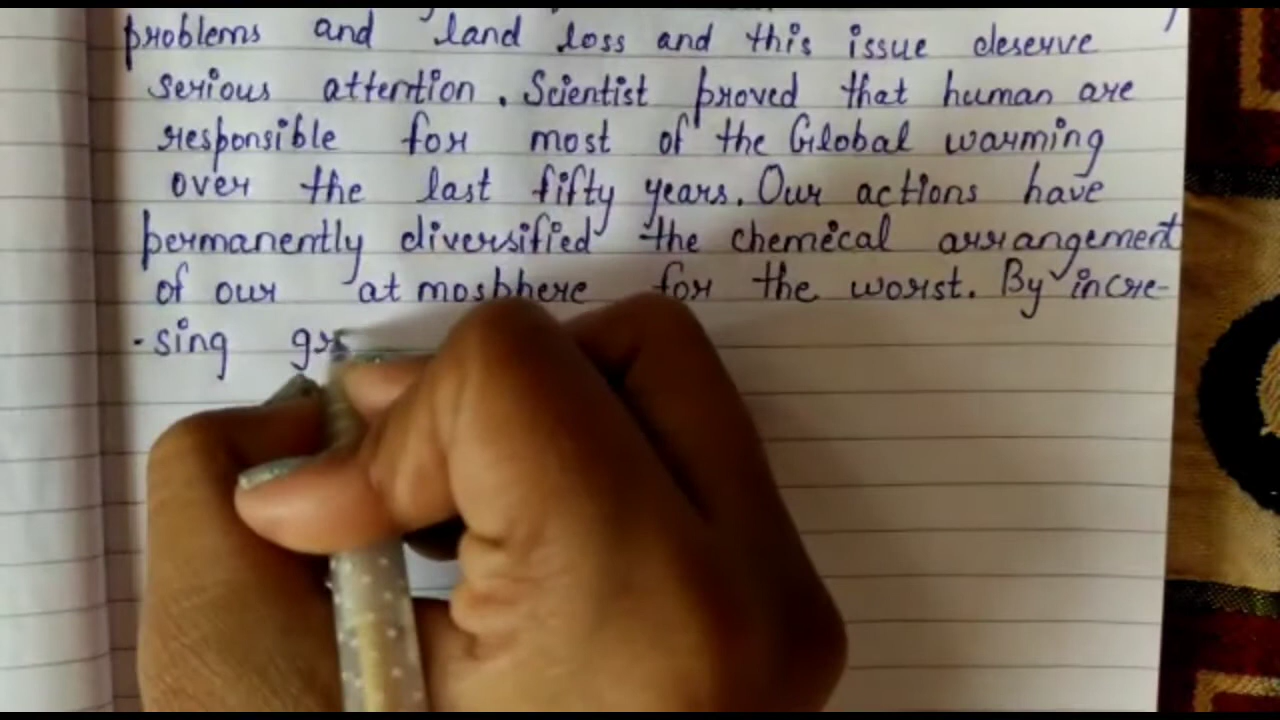 problems and land loss and this issue deserve
serious attention. Scientist proved that human are
responsible for most of the Global warming
over the last fifty years. Our actions have
permanently diversified the chemical arrangement
of our atmosphere for the worst. By incre-
-sing gr